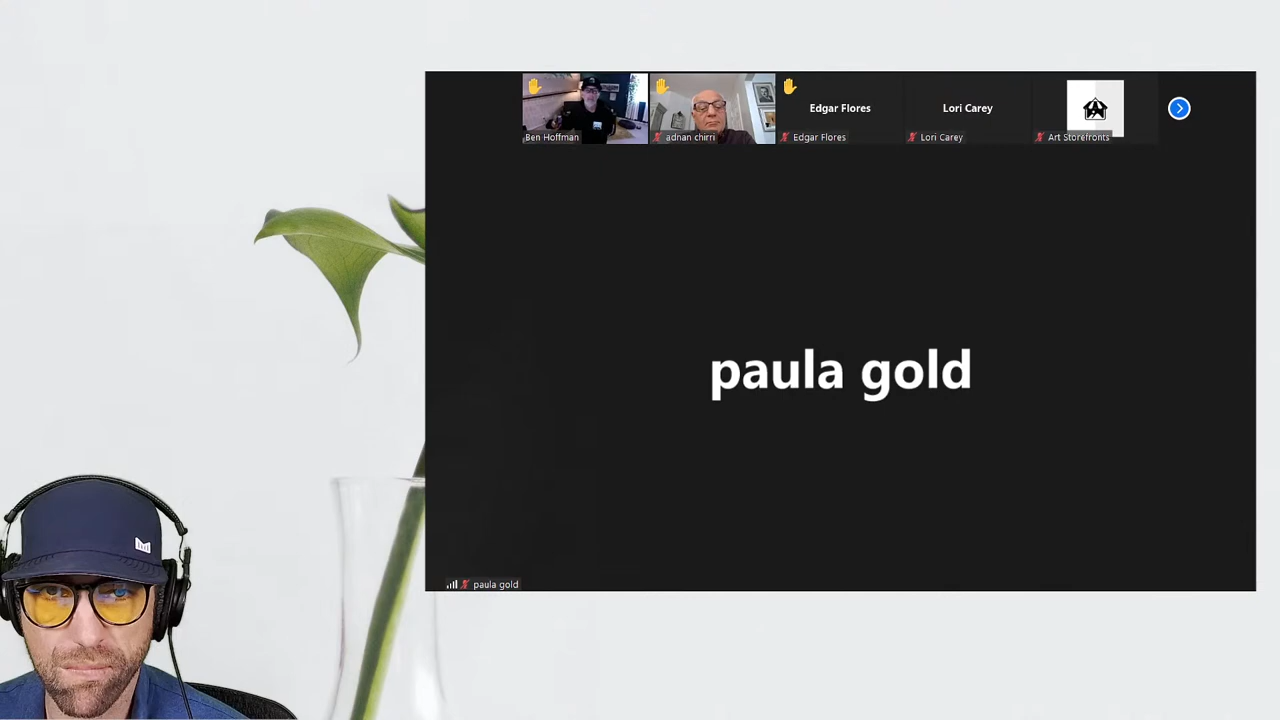 Edgar Flores
Lori Carey
Ben Hoffman
adnan chirri
Edgar Flores
Lori Carey
Art Storefronts
paula gold
paula gold